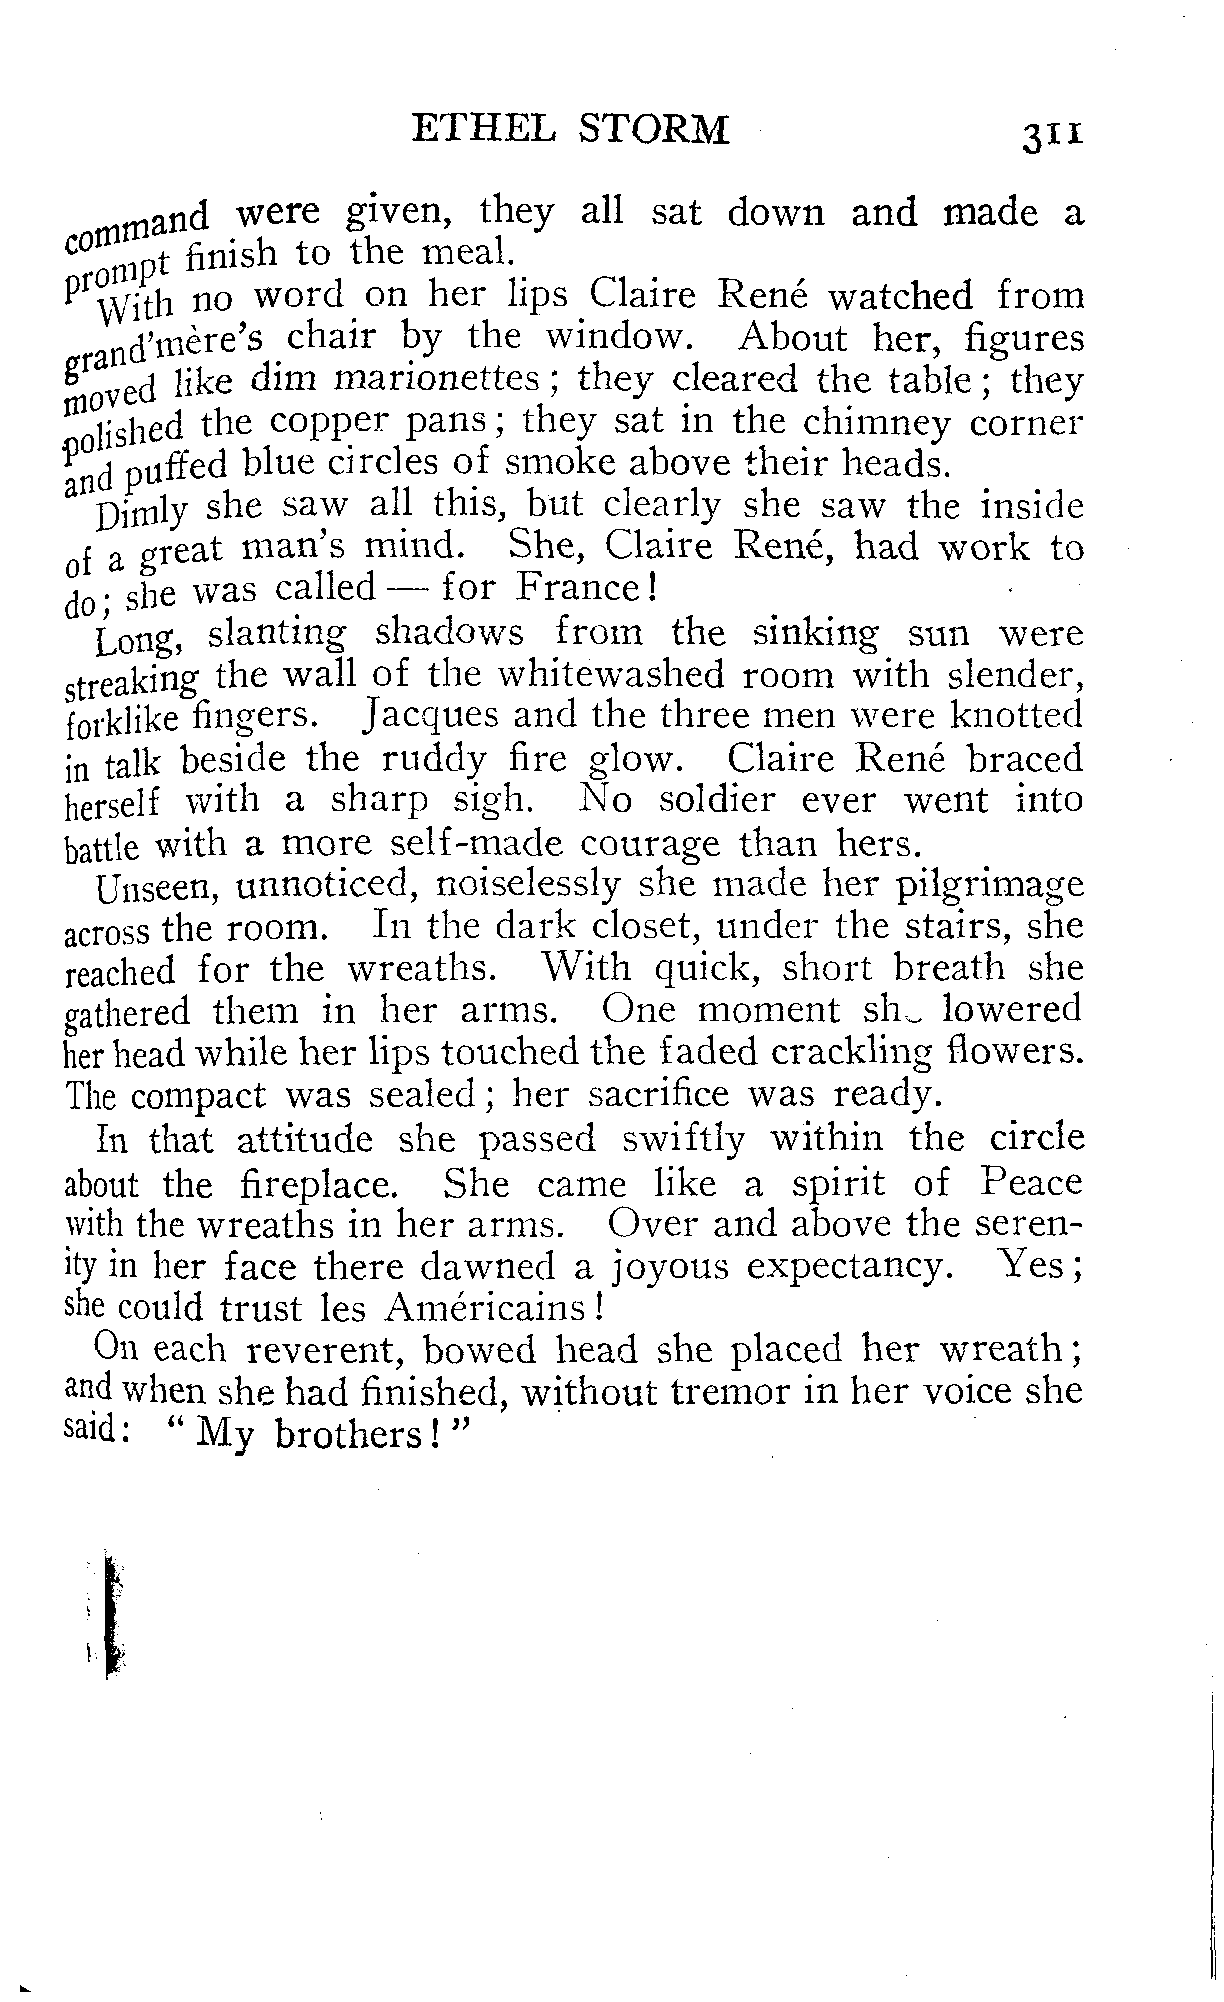 ETHEL STORM 311
command were given, they all sat down and made a
prompt finish to the meal.
With no word on her lips Claire René watched from
grand'mère's chair by the window. About her, figures
moved like dim marionettes; they cleared the table; they
polished the copper pans; they sat in the chimney corner
and puffed blue circles of smoke above their heads.
Dimly she saw all this, but clearly she saw the inside
of a great man's mind. She, Claire René, had work to
do; she was called — for France!
Long, slanting shadows from the sinking sun were
streaking the wall of the whitewashed room with slender,
forklike fingers. Jacques and the three men were knotted
in talk beside the ruddy fire glow. Claire René braced
herself with a sharp sigh. No soldier ever went into
battle with a more self-made courage than hers.
Unseen, unnoticed, noiselessly she made her pilgrimage
across the room. In the dark closet, under the stairs, she
reached for the wreaths. With quick, short breath she
gathered them in her arms. One moment she lowered
her head while her lips touched the faded crackling flowers.
The compact was sealed; her sacrifice was ready.
In that attitude she passed swiftly within the circle
about the fireplace. She came like a spirit of Peace
with the wreaths in her arms. Over and above the seren-
ity in her face there dawned a joyous expectancy. Yes;
she could trust les Américains!
On each reverent, bowed head she placed her wreath;
and when she had finished, without tremor in her voice she
said: "My brothers!"